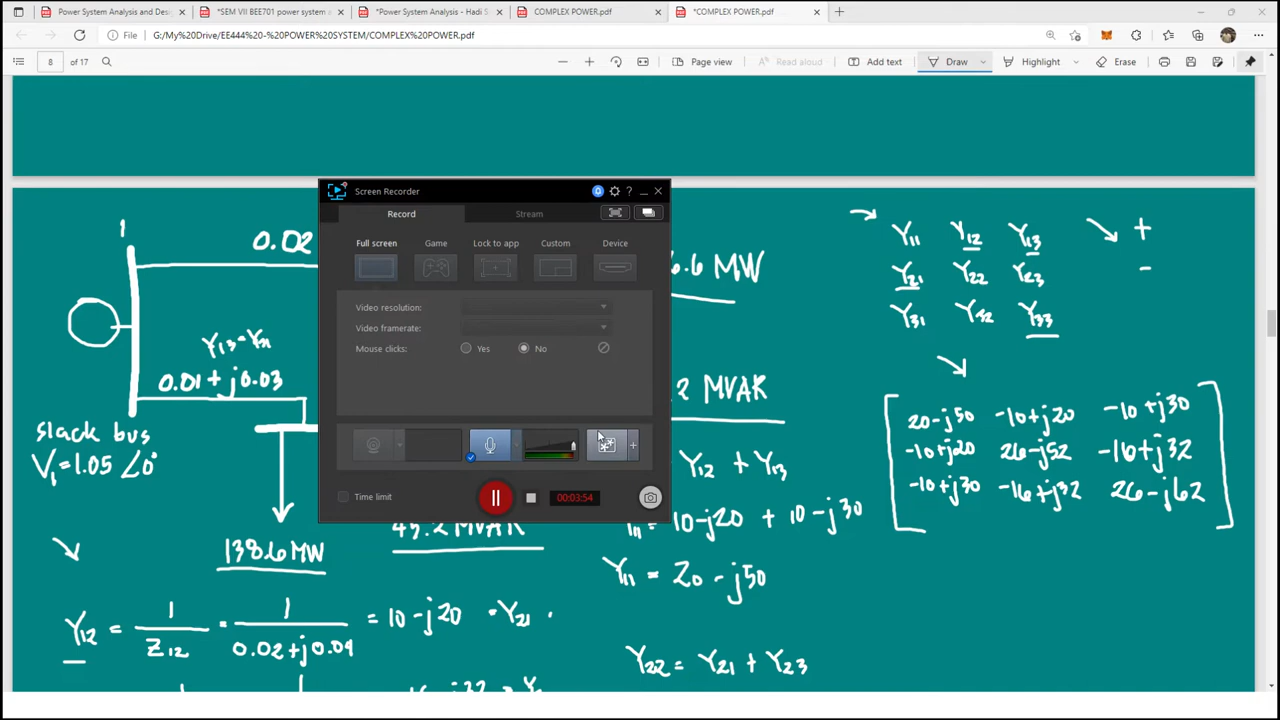 Power System Analysis and Des
*SEM VII BEE701 power system a
*Power System Analysis - Hadi S
COMPLEX POWER.pdf
*COMPLEX POWER.pdf
File
G:/My%20Drive/EE444%20-%20POWER%20SYSTEM/COMPLEX%20POWER.pdf
8 of 17
Page view
Read aloud
Add text
Draw
Highlight
Erase
Screen Recorder
Record
Stream
Full screen
Game
Lock to app
Custom
Device
Video resolution:
Video framerate:
Mouse clicks:
Yes
No
Time limit
00:03:54
1
0.02
Y13=Y31
0.01 + j0.03
slack bus
V1=1.05 ∠0°
138.6 MW
45.2 MVAR
6.6 MW
2 MVAR
Y12 = 1/Z12 = 1/0.02+j0.04 = 10-j20 = Y21
Y12 + Y13
Y11 = 10-j20 + 10-j30
Y11 = 20-j50
Y22 = Y21 + Y23
Y11 Y12 Y13
Y21 Y22 Y23
Y31 Y32 Y33
+
-
20-j50 -10+j20 -10+j30
-10+j20 26-j52 -16+j32
-10+j30 -16+j32 26-j62